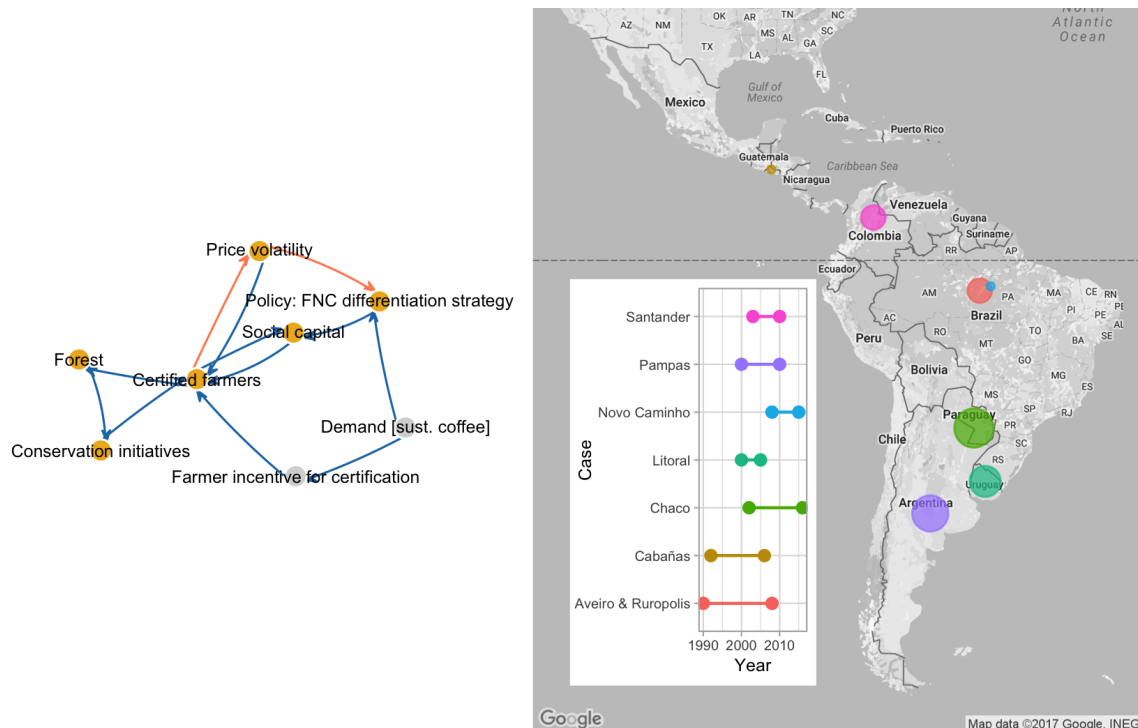 Price volatility
Policy: FNC differentiation strategy
Social capital
Forest
Certified farmers
Demand [sust. coffee]
Conservation initiatives
Farmer incentive for certification
North
Atlantic
Ocean
AZ
NM
OK
AR
TN
NC
TX
MS
AL
SC
GA
LA
FL
Gulf of
Mexico
Mexico
Cuba
Puerto Rico
Guatemala
Caribbean Sea
Nicaragua
Venezuela
Guyana
Suriname
Colombia
RR
AP
Ecuador
AM
PA
MA
CE
RN
PI
PE
AL
SE
Brazil
AC
RO
TO
BA
Peru
MT
GO
Bolivia
MG
ES
MS
SP
RJ
Paraguay
PR
SC
Chile
RS
Uruguay
Argentina
Case
Santander
Pampas
Novo Caminho
Litoral
Chaco
Cabañas
Aveiro & Ruropolis
1990
2000
2010
Year
Google
Map data ©2017 Google, INEG